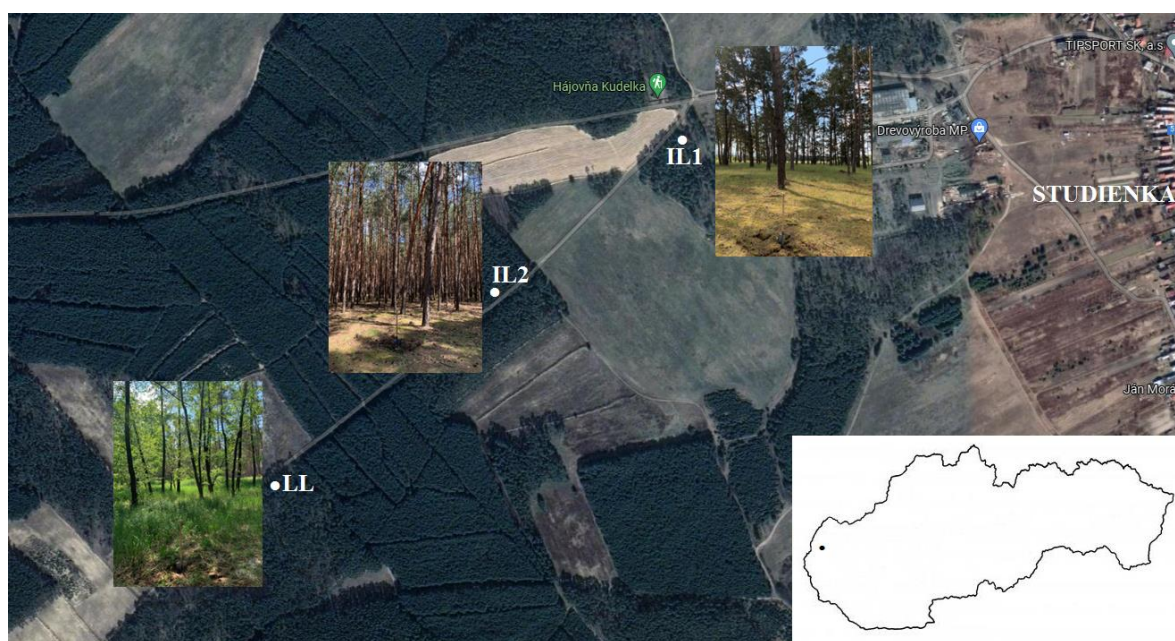 TIPSPORT SK, a.s
Hájovňa Kudelka
Drevovýroba MP
IL1
STUDIENKA
IL2
Ján Mora
LL